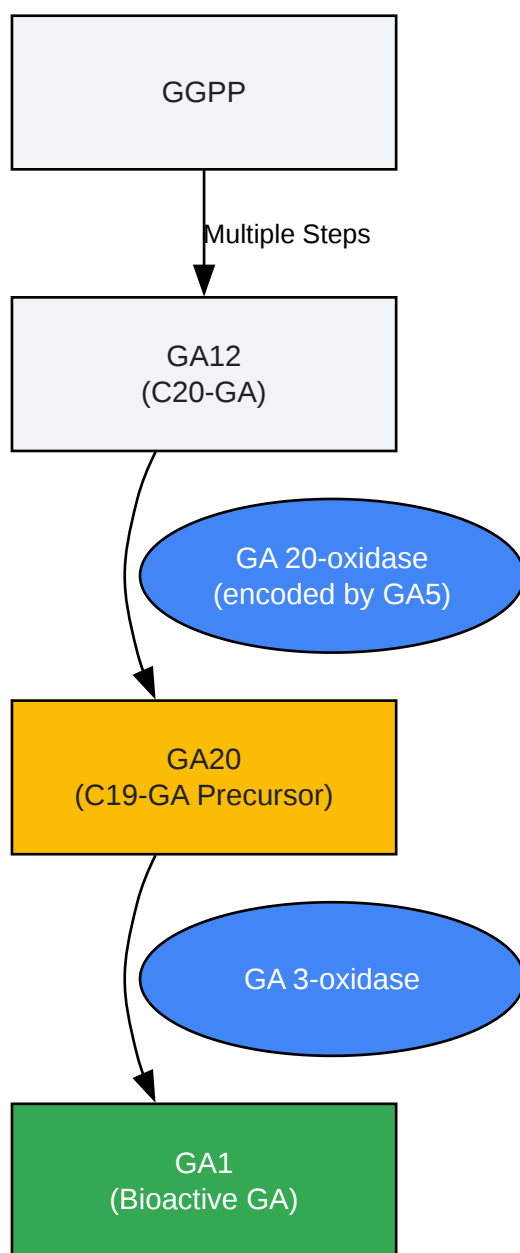 GGPP
Multiple Steps
GA12
(C20-GA)
GA 20-oxidase
(encoded by GA5)
GA20
(C19-GA Precursor)
GA 3-oxidase
GA1
(Bioactive GA)